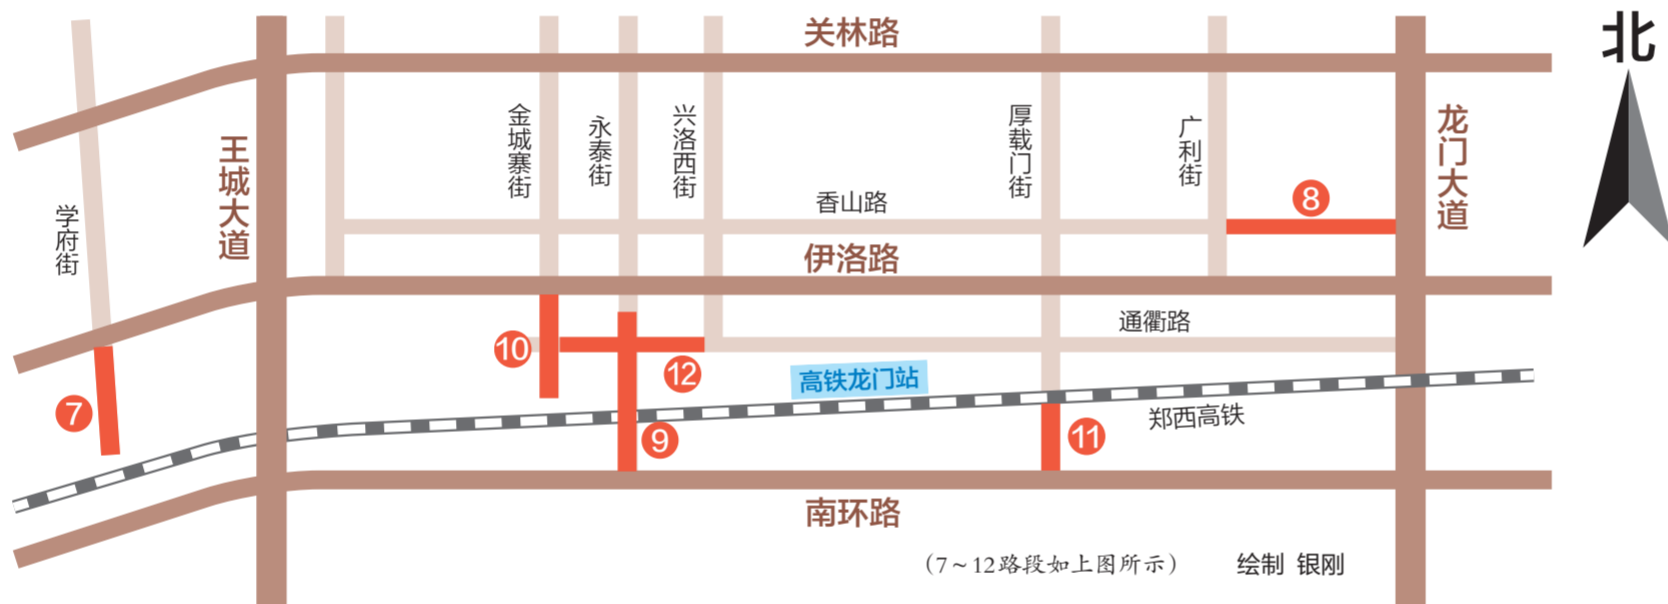 关林路
北
金城寨街
永泰街
兴洛西街
厚载门街
广利街
龙门大道
王城大道
学府街
香山路
8
伊洛路
通衢路
10
12
高铁龙门站
7
9
11
郑西高铁
南环路
（7～12路段如上图所示）
绘制 银刚